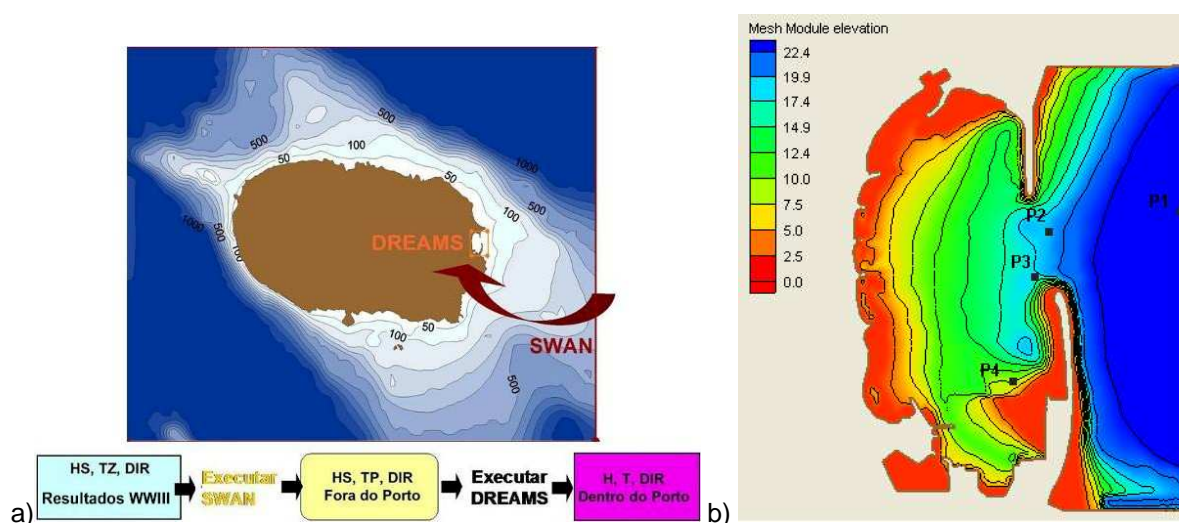 500
50
100
1000
50
500
100
1000
500
100
DREAMS
SWAN
50
100
500
500
HS, TZ, DIR
Resultados WWIII
Executar
SWAN
HS, TP, DIR
Fora do Porto
Executar
DREAMS
H, T, DIR
Dentro do Porto
a)
Mesh Module elevation
22.4
19.9
17.4
14.9
12.4
10.0
7.5
5.0
2.5
0.0
P1
P2
P3
P4
b)